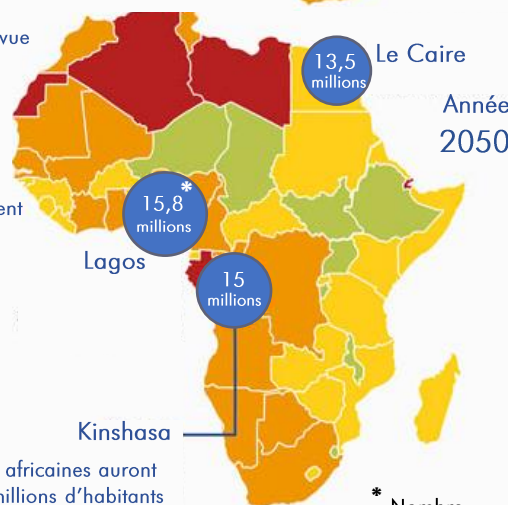 vue
13,5
millions
Le Caire
Année
2050
ent
*
15,8
millions
Lagos
15
millions
Kinshasa
africaines auront
millions d'habitants
* Nombre